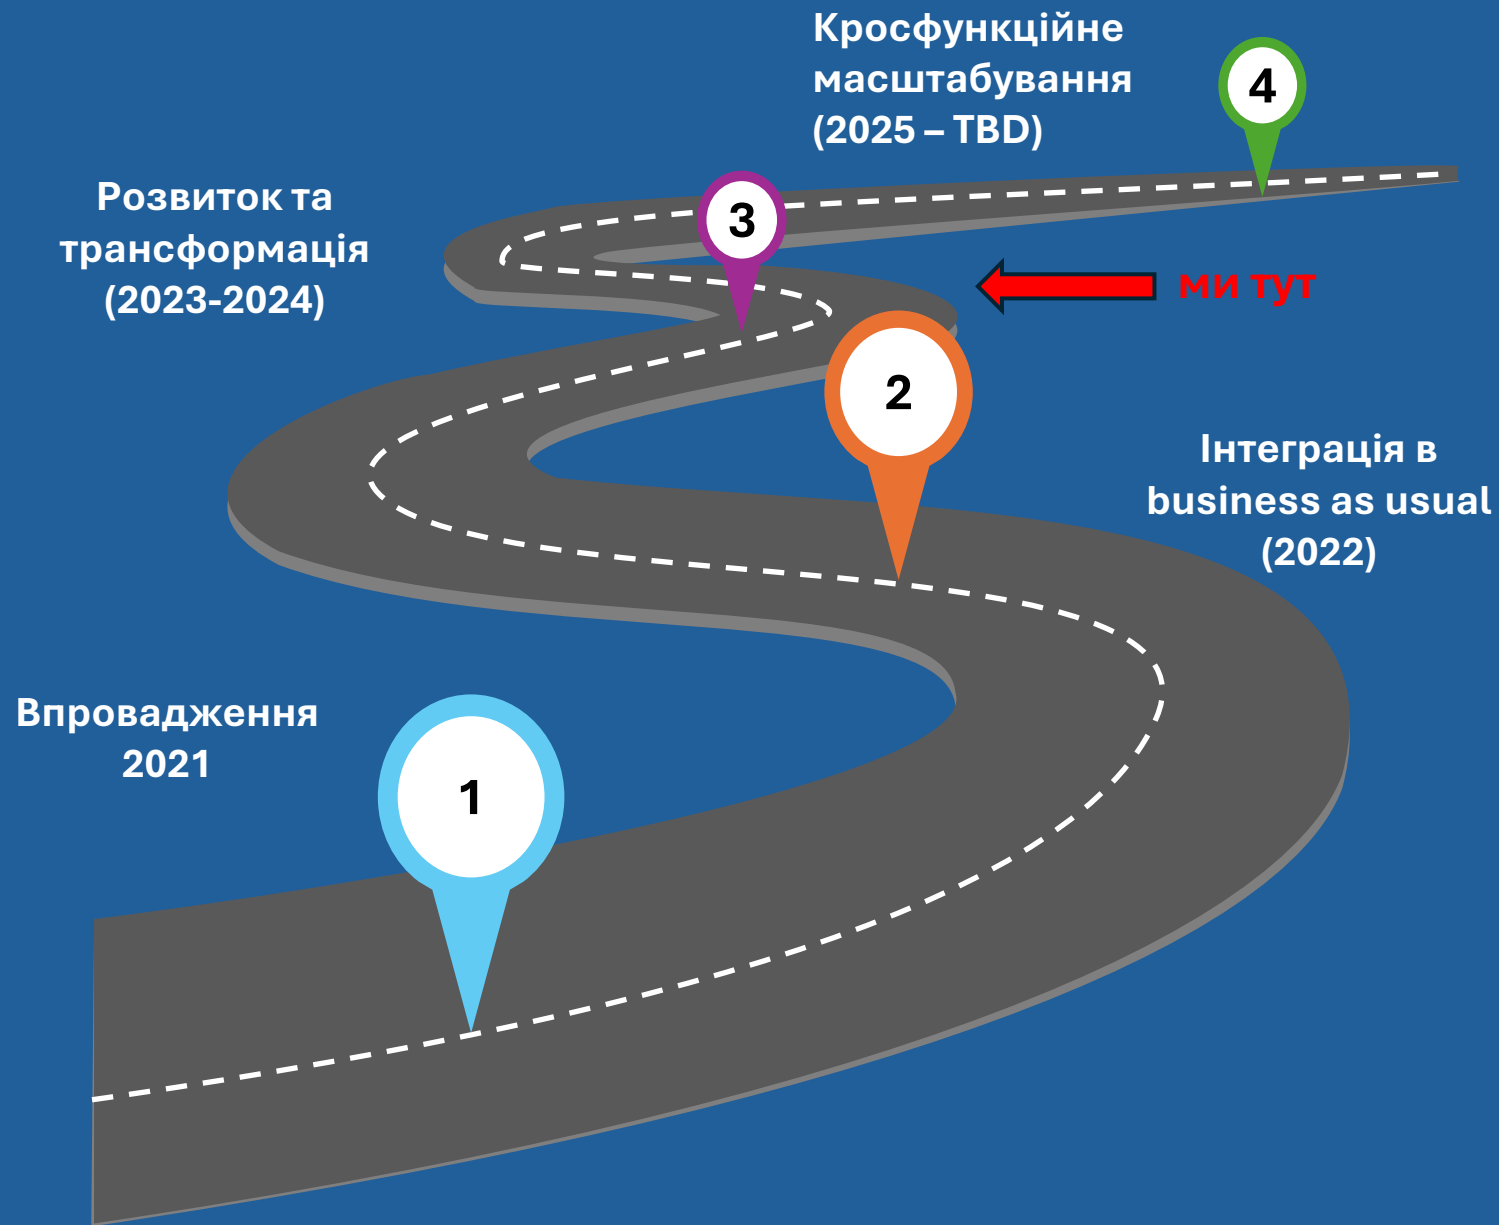 Кросфункційне
масштабування
(2025 – TBD)
4
Розвиток та
трансформація
(2023-2024)
3
ми тут
2
Інтеграція в
business as usual
(2022)
Впровадження
2021
1